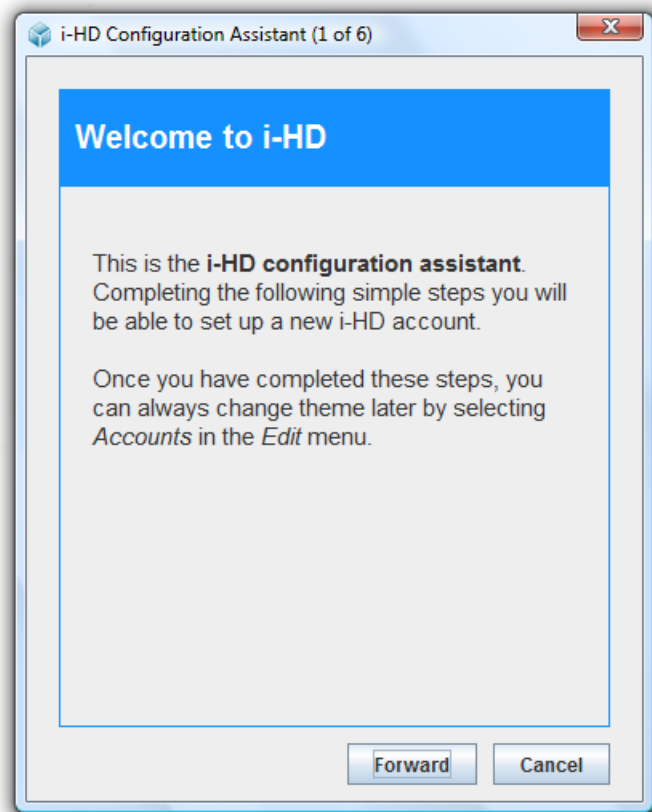 i-HD Configuration Assistant (1 of 6)
Welcome to i-HD
This is the i-HD configuration assistant.
Completing the following simple steps you will
be able to set up a new i-HD account.
Once you have completed these steps, you
can always change theme later by selecting
Accounts in the Edit menu.
Forward
Cancel